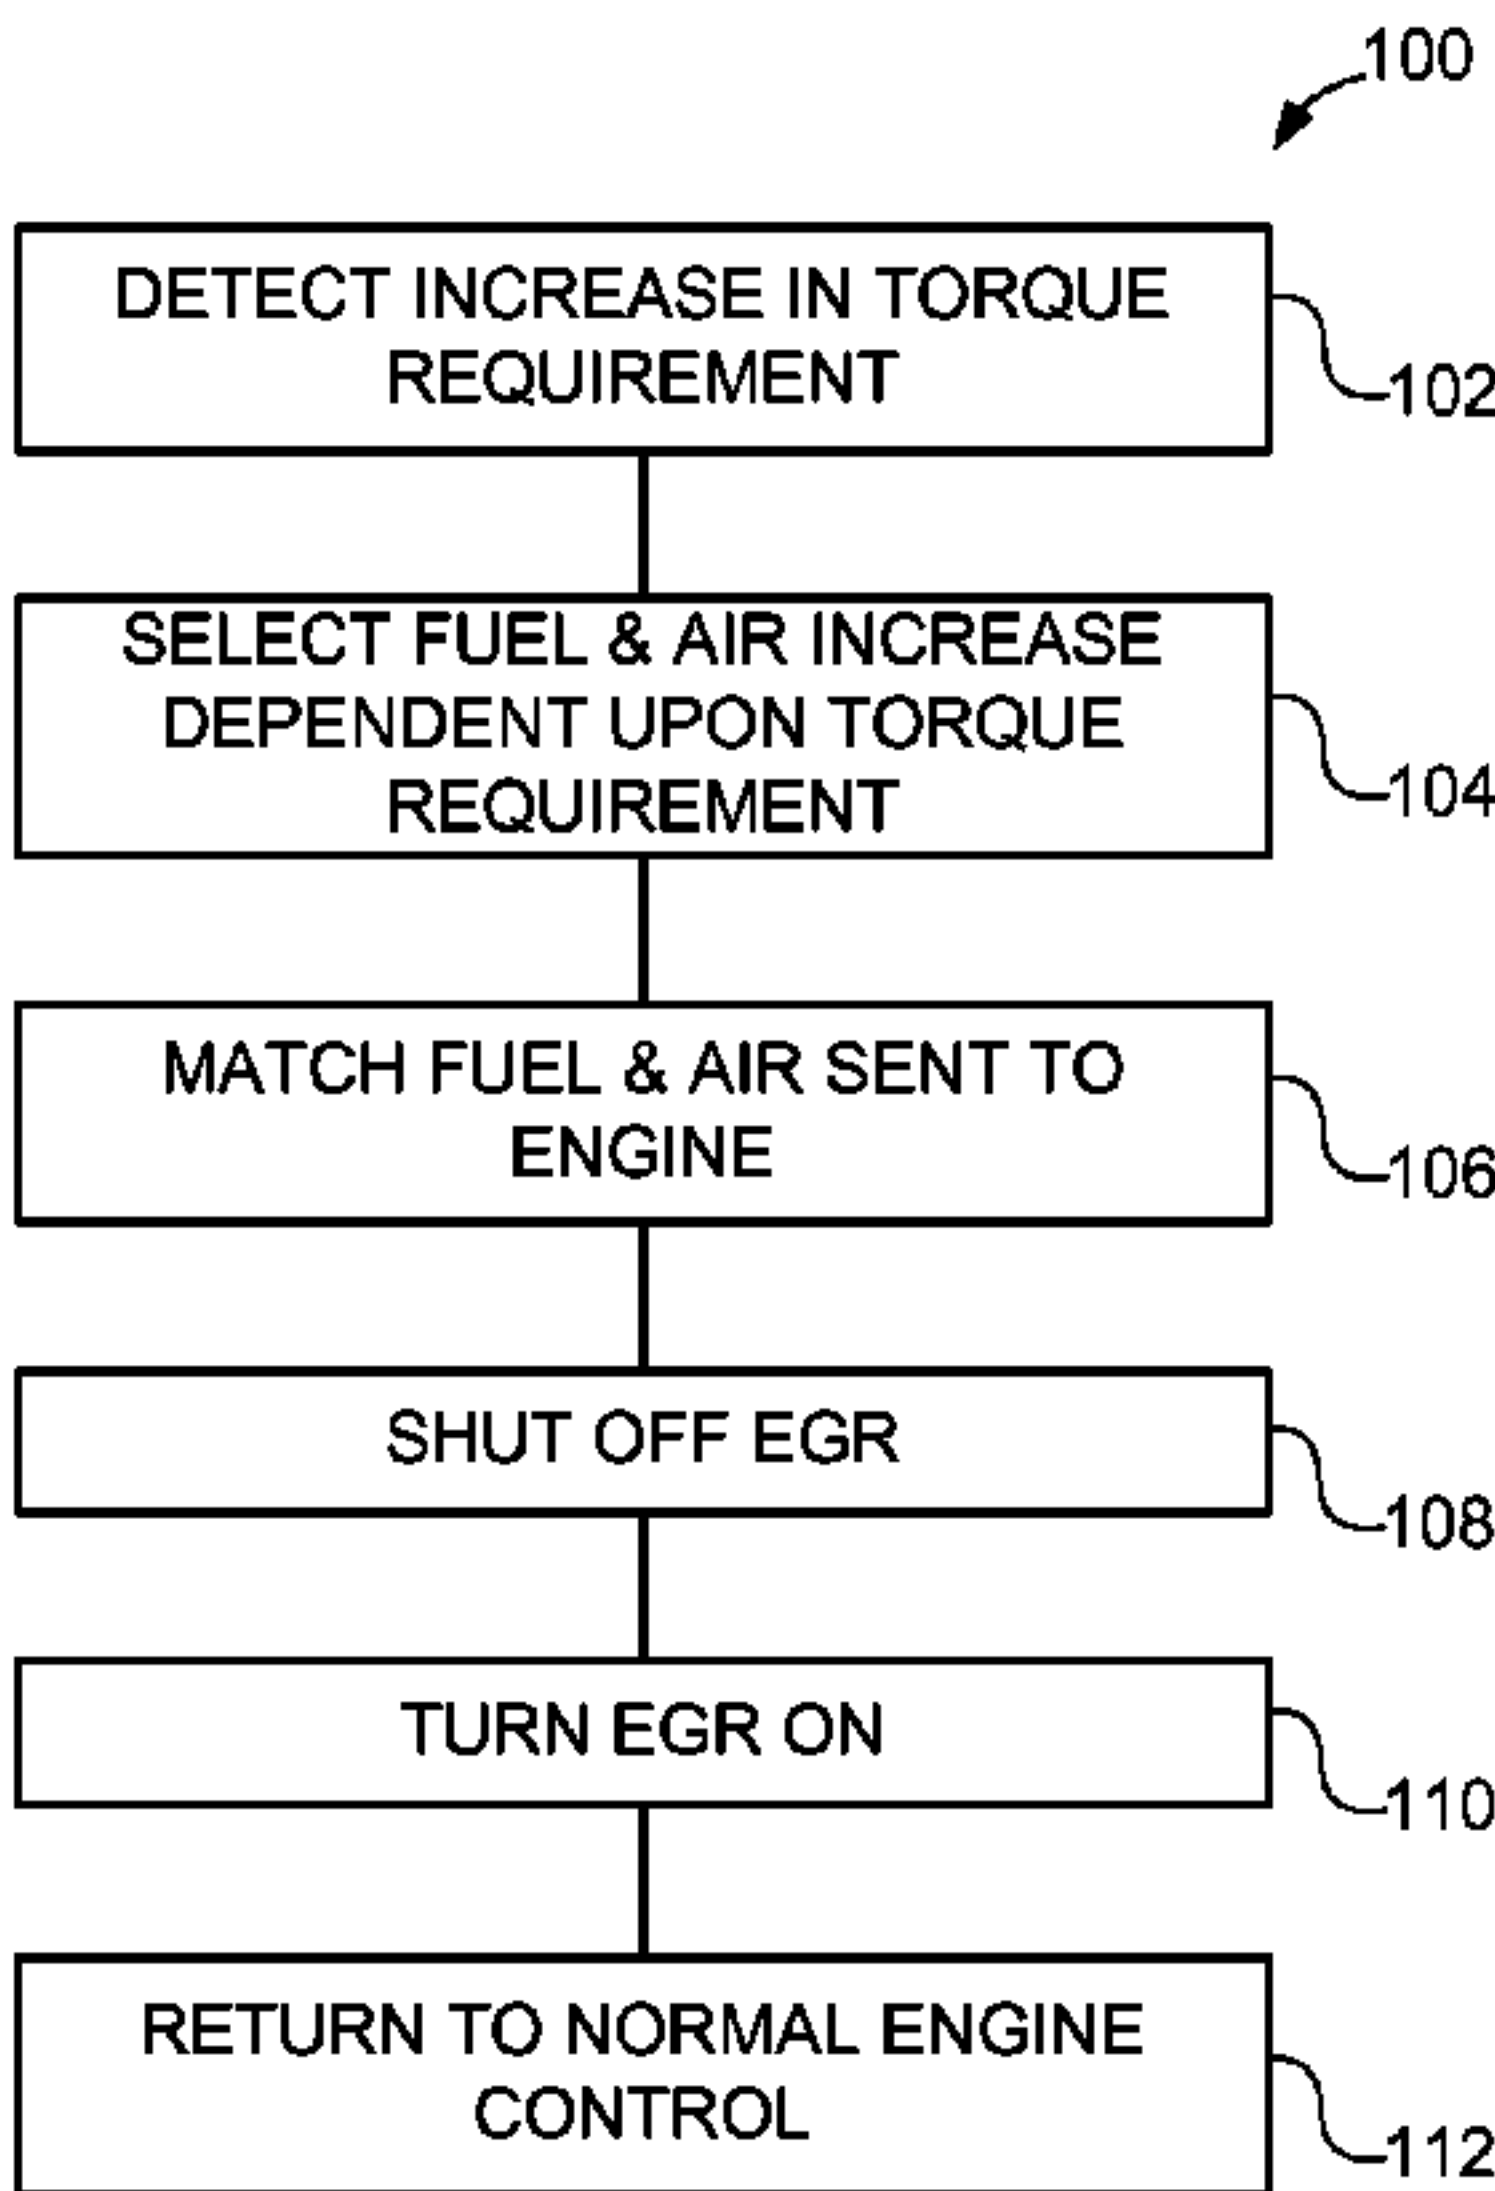 100
DETECT INCREASE IN TORQUE
REQUIREMENT
102
SELECT FUEL & AIR INCREASE
DEPENDENT UPON TORQUE
REQUIREMENT
104
MATCH FUEL & AIR SENT TO
ENGINE
106
SHUT OFF EGR
108
TURN EGR ON
110
RETURN TO NORMAL ENGINE
CONTROL
112